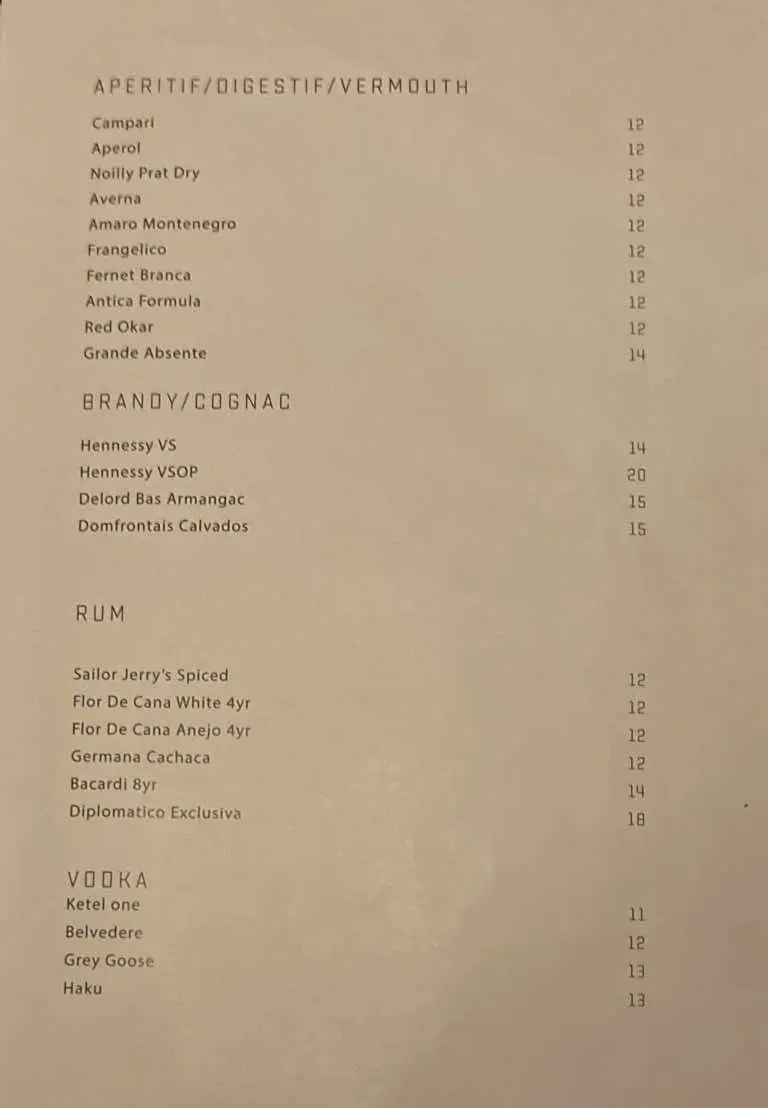 APERITIF/DIGESTIF/VERMOUTH
Campari 12
Aperol 12
Noilly Prat Dry 12
Averna 12
Amaro Montenegro 12
Frangelico 12
Fernet Branca 12
Antica Formula 12
Red Okar 12
Grande Absente 14
BRANDY/COGNAC
Hennessy VS 14
Hennessy VSOP 20
Delord Bas Armangac 15
Domfrontais Calvados 15
RUM
Sailor Jerry's Spiced 12
Flor De Cana White 4yr 12
Flor De Cana Anejo 4yr 12
Germana Cachaca 12
Bacardi 8yr 14
Diplomatico Exclusiva 18
VODKA
Ketel one 11
Belvedere 12
Grey Goose 13
Haku 13